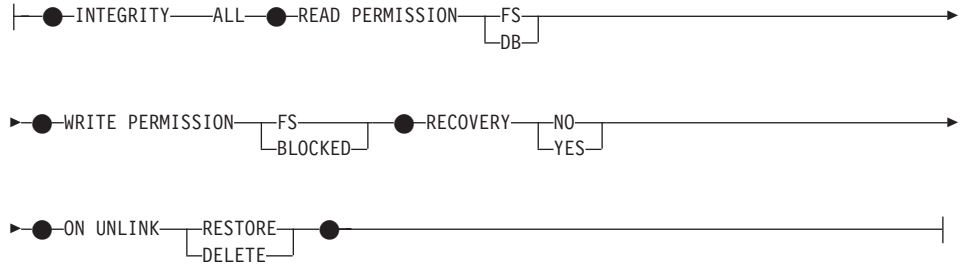 INTEGRITY ALL READ PERMISSION FS
DB
WRITE PERMISSION FS RECOVERY NO
BLOCKED YES
ON UNLINK RESTORE
DELETE